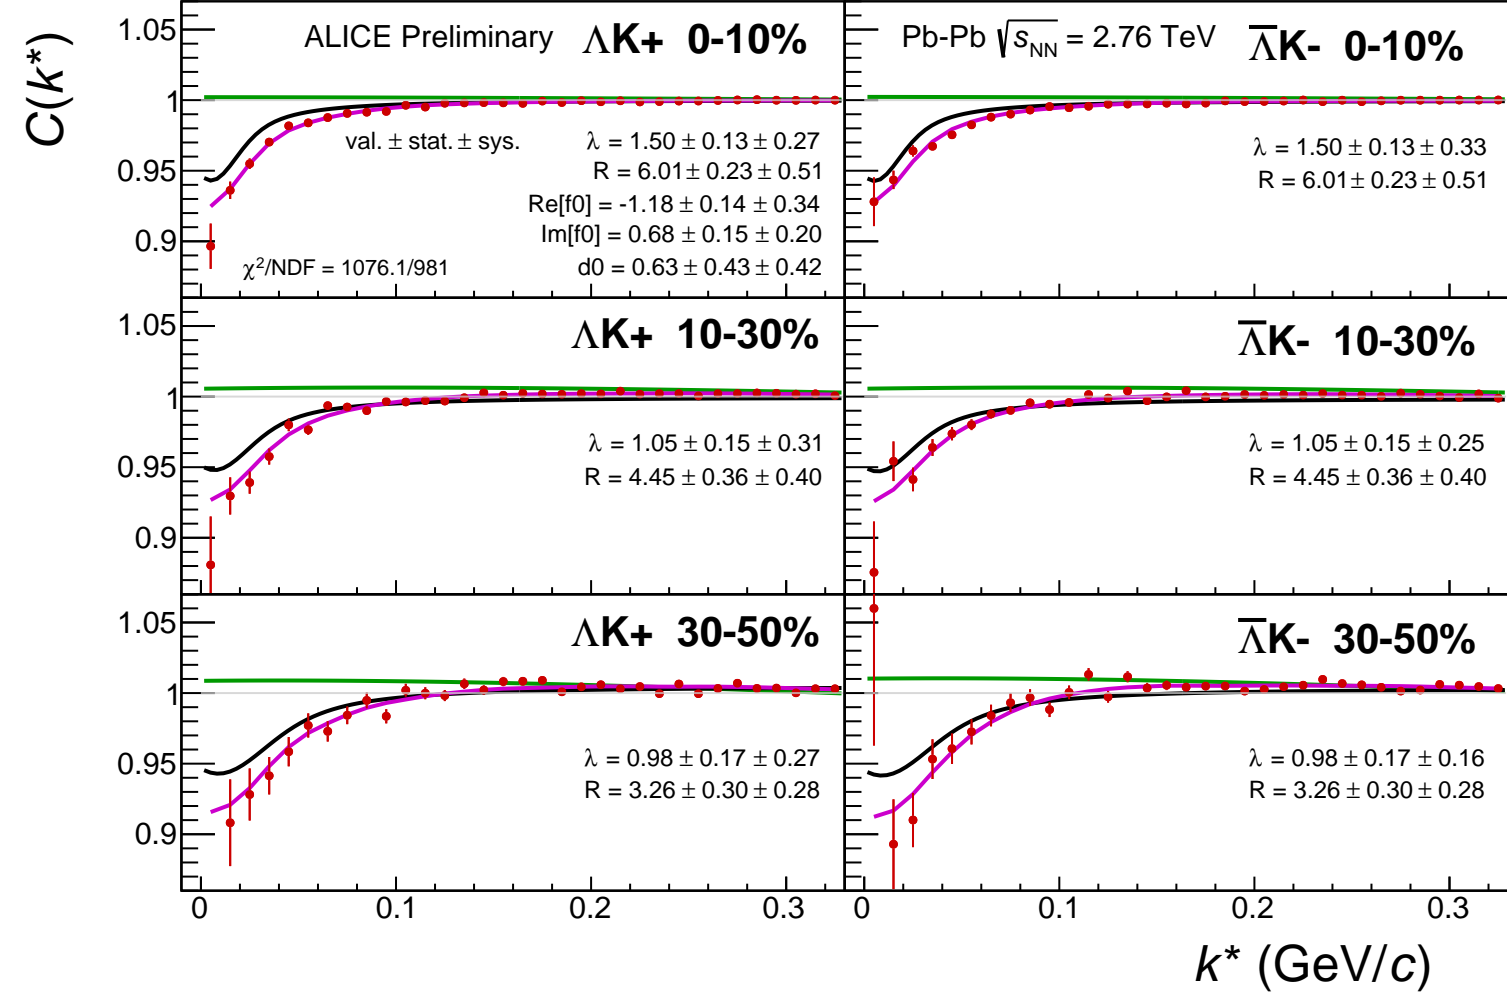 C(k*)
ALICE Preliminary ΛK+ 0-10%
1.05
1
0.95
0.9
val. ± stat. ± sys.
λ = 1.50 ± 0.13 ± 0.27
R = 6.01 ± 0.23 ± 0.51
Re[f0] = -1.18 ± 0.14 ± 0.34
Im[f0] = 0.68 ± 0.15 ± 0.20
χ²/NDF = 1076.1/981
d0 = 0.63 ± 0.43 ± 0.42
Pb-Pb √s_NN = 2.76 TeV Λ̅K- 0-10%
λ = 1.50 ± 0.13 ± 0.33
R = 6.01 ± 0.23 ± 0.51
ΛK+ 10-30%
1.05
1
0.95
0.9
λ = 1.05 ± 0.15 ± 0.31
R = 4.45 ± 0.36 ± 0.40
Λ̅K- 10-30%
λ = 1.05 ± 0.15 ± 0.25
R = 4.45 ± 0.36 ± 0.40
ΛK+ 30-50%
1.05
1
0.95
0.9
λ = 0.98 ± 0.17 ± 0.27
R = 3.26 ± 0.30 ± 0.28
Λ̅K- 30-50%
λ = 0.98 ± 0.17 ± 0.16
R = 3.26 ± 0.30 ± 0.28
0 0.1 0.2 0.3 0 0.1 0.2 0.3
k* (GeV/c)